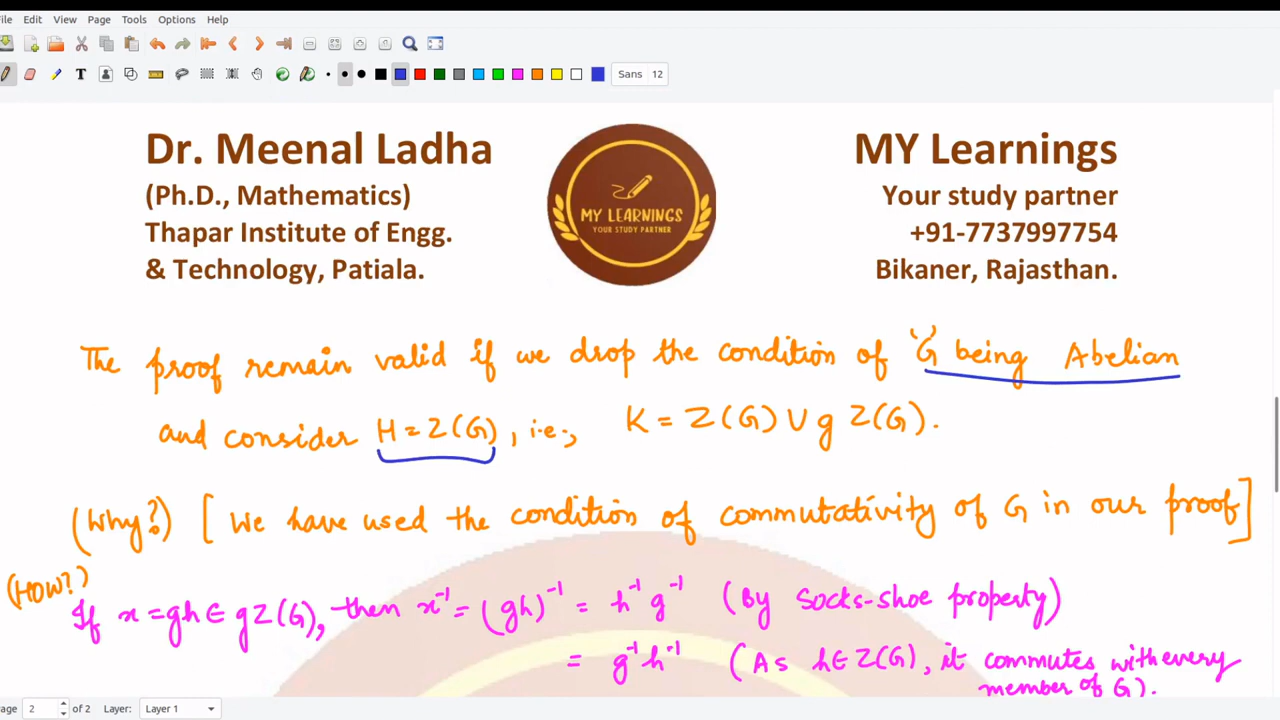 File Edit View Page Tools Options Help
Sans 12
Dr. Meenal Ladha
(Ph.D., Mathematics)
Thapar Institute of Engg.
& Technology, Patiala.
MY LEARNINGS
YOUR STUDY PARTNER
MY Learnings
Your study partner
+91-7737997754
Bikaner, Rajasthan.
The proof remain valid if we drop the condition of 'G' being Abelian
and consider H = Z(G), i.e., K = Z(G) ∪ g Z(G).
(Why?) [We have used the condition of commutativity of G in our proof]
(HOW?)
If x = gh ∈ gZ(G), then x⁻¹ = (gh)⁻¹ = h⁻¹ g⁻¹ (By Socks-shoe property)
= g⁻¹ h⁻¹ (As h ∈ Z(G), it commutes with every
member of G).
Page 2 of 2 Layer: Layer 1